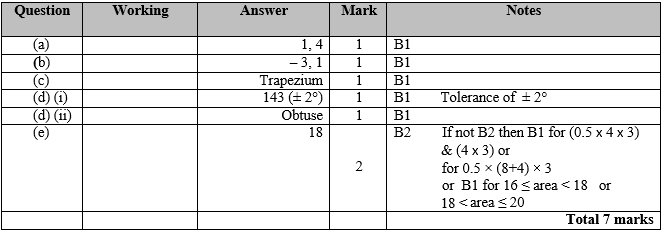 Question Working Answer Mark Notes
(a) 1, 4 1 B1
(b) – 3, 1 1 B1
(c) Trapezium 1 B1
(d) (i) 143 (± 2°) 1 B1 Tolerance of ± 2°
(d) (ii) Obtuse 1 B1
(e) 18 2 B2 If not B2 then B1 for (0.5 x 4 x 3)
& (4 x 3) or
for 0.5 × (8+4) × 3
or B1 for 16 ≤ area < 18 or
18 < area ≤ 20
Total 7 marks